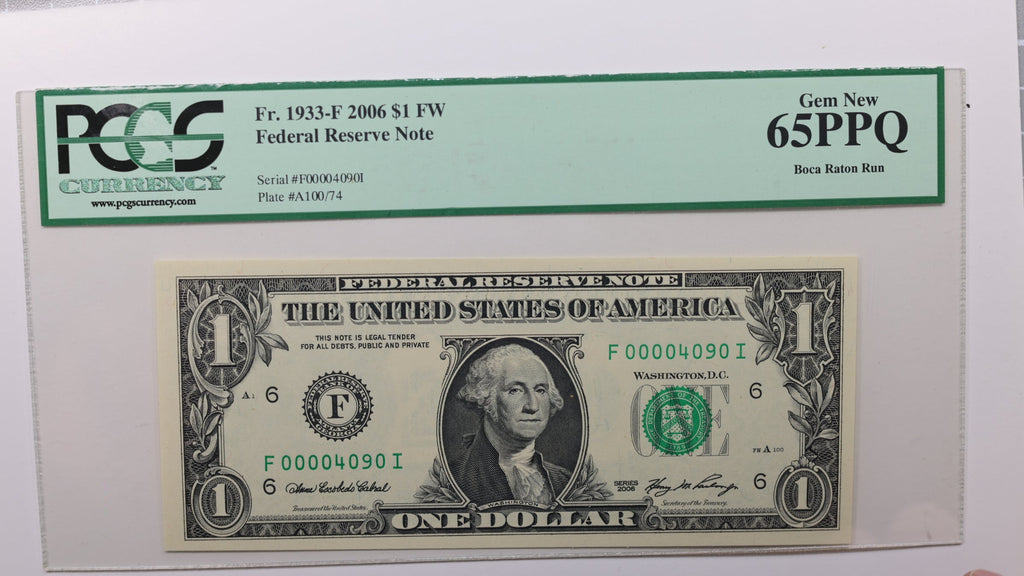 PCGS
CURRENCY
www.pcgscurrency.com
Fr. 1933-F 2006 $1 FW
Federal Reserve Note
Serial #F00004090I
Plate #A100/74
Gem New
65PPQ
Boca Raton Run
FEDERAL RESERVE NOTE
THE UNITED STATES OF AMERICA
1
1
THIS NOTE IS LEGAL TENDER
FOR ALL DEBTS, PUBLIC AND PRIVATE
F 00004090 I
WASHINGTON, D.C.
A1 6
F
ONE
6
FW A 100
F 00004090 I
6
Treasurer of the United States.
WASHINGTON
SERIES
2006
Secretary of the Treasury.
6
1
ONE DOLLAR
1